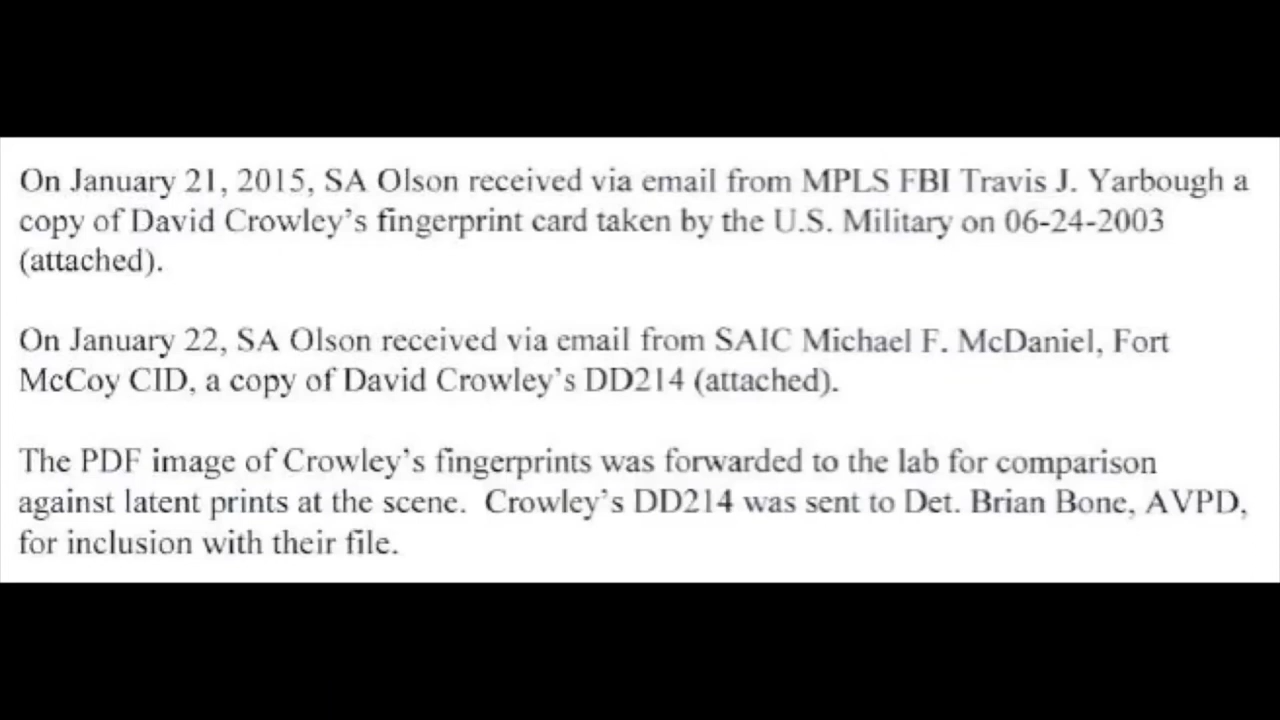 On January 21, 2015, SA Olson received via email from MPLS FBI Travis J. Yarbough a
copy of David Crowley's fingerprint card taken by the U.S. Military on 06-24-2003
(attached).
On January 22, SA Olson received via email from SAIC Michael F. McDaniel, Fort
McCoy CID, a copy of David Crowley's DD214 (attached).
The PDF image of Crowley's fingerprints was forwarded to the lab for comparison
against latent prints at the scene.  Crowley's DD214 was sent to Det. Brian Bone, AVPD,
for inclusion with their file.